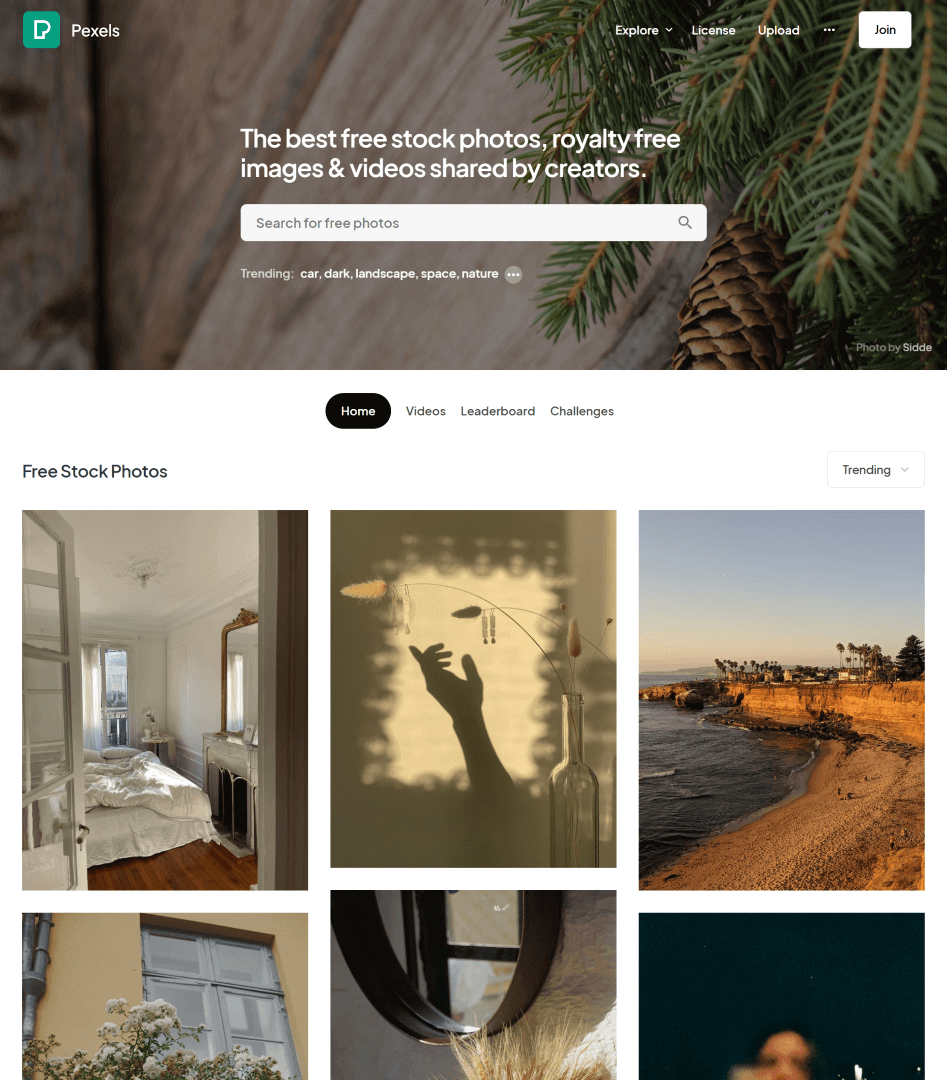 Pexels
Explore
License
Upload
Join
The best free stock photos, royalty free
images & videos shared by creators.
Search for free photos
Trending: car, dark, landscape, space, nature
Photo by Sidde
Home
Videos
Leaderboard
Challenges
Free Stock Photos
Trending